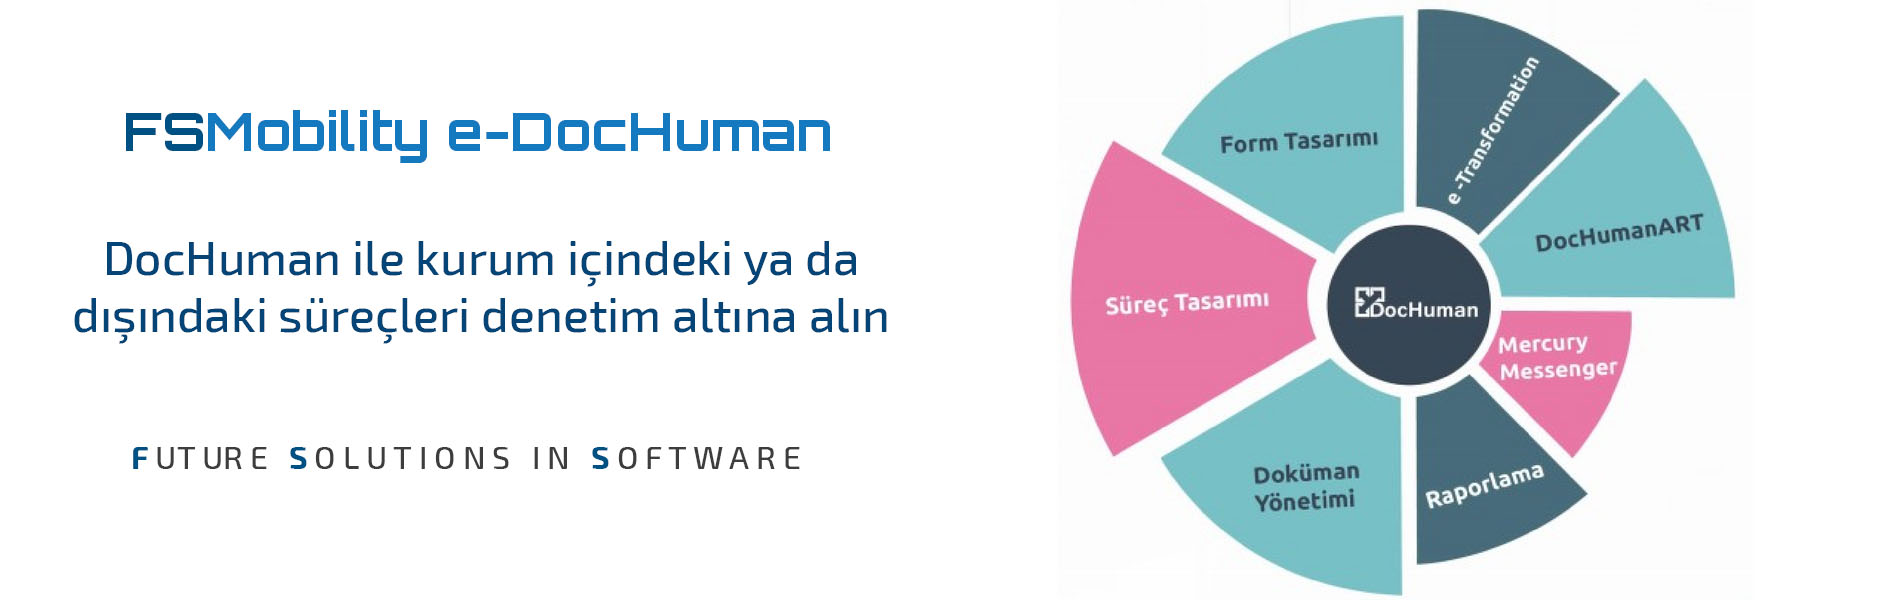 FSMobility e-DocHuman
DocHuman ile kurum içindeki ya da
dışındaki süreçleri denetim altına alın
FUTURE SOLUTIONS IN SOFTWARE
Form Tasarımı
e -Transformation
DocHumanART
Süreç Tasarımı
DocHuman
Mercury
Messenger
Doküman
Yönetimi
Raporlama